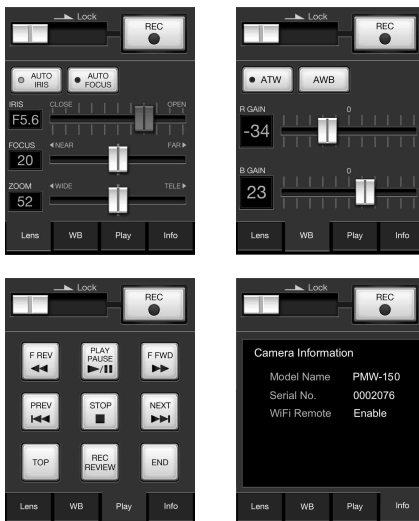 Lock
REC
AUTO IRIS
AUTO FOCUS
IRIS
CLOSE
OPEN
F5.6
FOCUS
NEAR
FAR
20
ZOOM
WIDE
TELE
52
Lens WB Play Info
Lock
REC
ATW
AWB
R GAIN
0
-34
B GAIN
0
23
Lens WB Play Info
Lock
REC
F REV
PLAY PAUSE
F FWD
PREV
STOP
NEXT
TOP
REC REVIEW
END
Lens WB Play Info
Lock
REC
Camera Information
Model Name PMW-150
Serial No. 0002076
WiFi Remote Enable
Lens WB Play Info